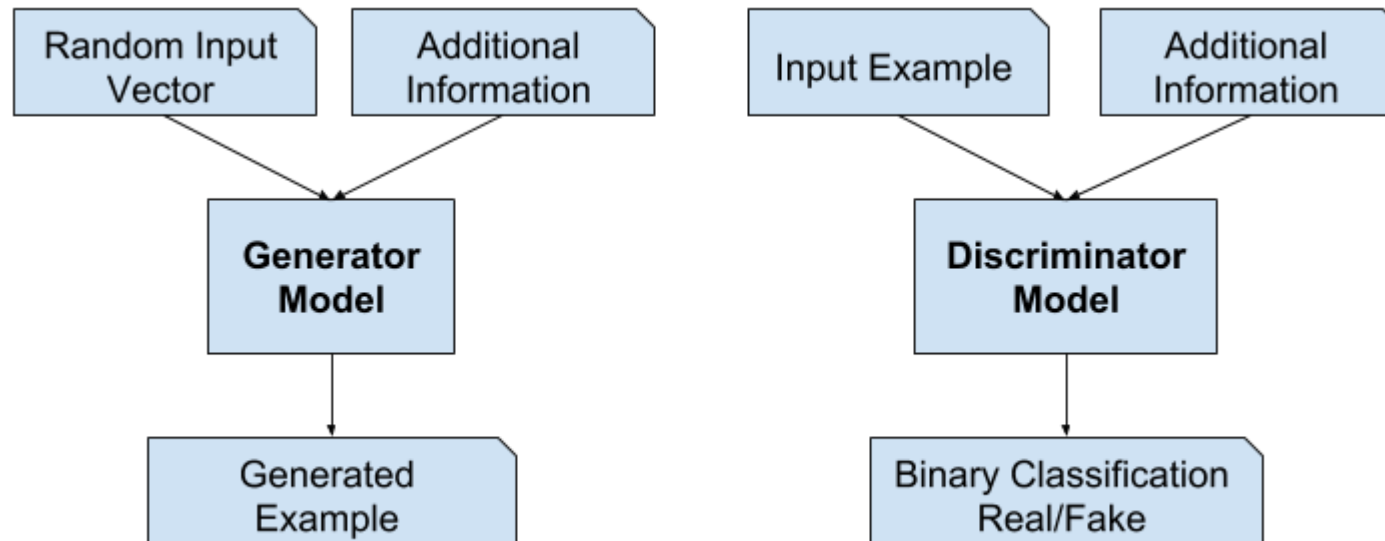 Random Input
Vector
Additional
Information
Input Example
Additional
Information
Generator
Model
Discriminator
Model
Generated
Example
Binary Classification
Real/Fake